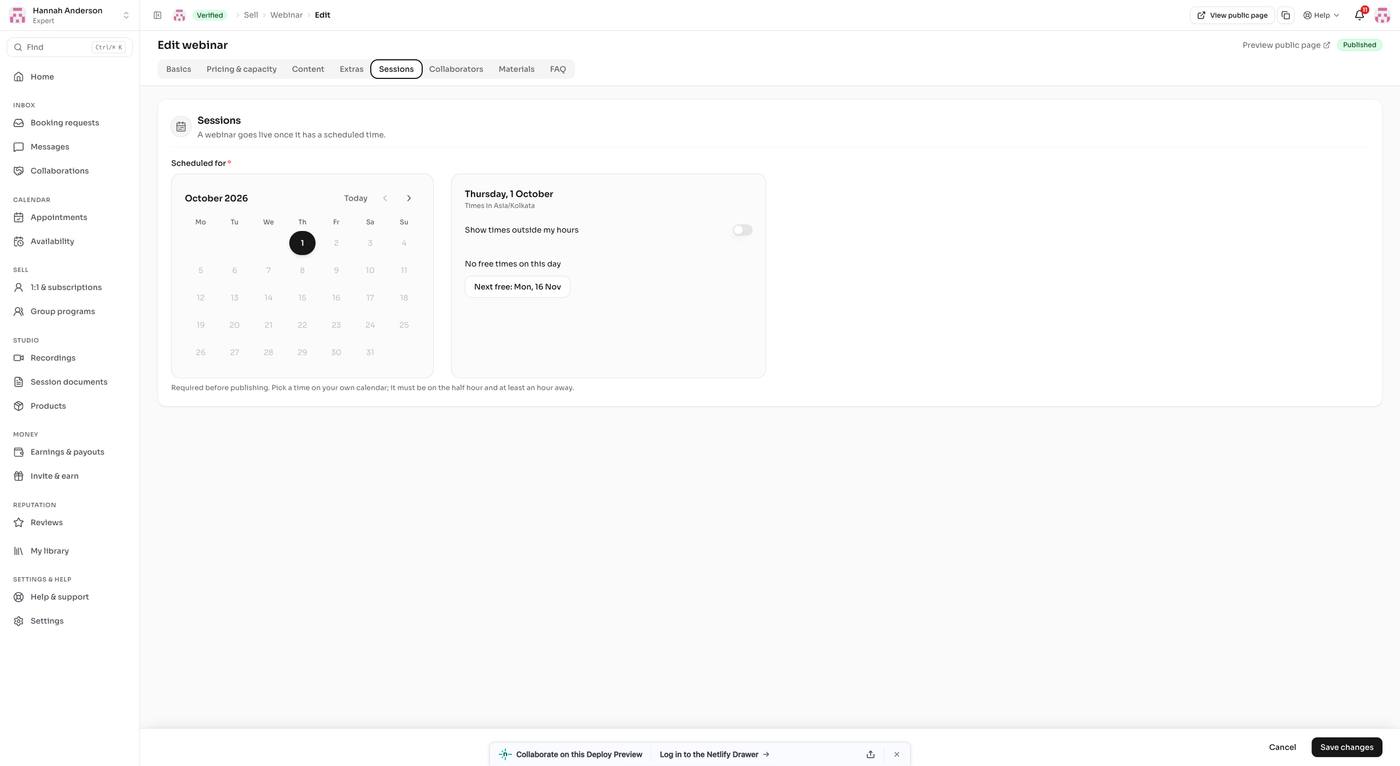 Hannah Anderson
Expert
Find
Ctrl/⌘ K
Home
INBOX
Booking requests
Messages
Collaborations
CALENDAR
Appointments
Availability
SELL
1:1 & subscriptions
Group programs
STUDIO
Recordings
Session documents
Products
MONEY
Earnings & payouts
Invite & earn
REPUTATION
Reviews
My library
SETTINGS & HELP
Help & support
Settings
Verified
Sell
Webinar
Edit
View public page
Help
11
Edit webinar
Preview public page
Published
Basics
Pricing & capacity
Content
Extras
Sessions
Collaborators
Materials
FAQ
Sessions
A webinar goes live once it has a scheduled time.
Scheduled for *
October 2026
Today
Mo Tu We Th Fr Sa Su
1 2 3 4
5 6 7 8 9 10 11
12 13 14 15 16 17 18
19 20 21 22 23 24 25
26 27 28 29 30 31
Thursday, 1 October
Times in Asia/Kolkata
Show times outside my hours
No free times on this day
Next free: Mon, 16 Nov
Required before publishing. Pick a time on your own calendar; it must be on the half hour and at least an hour away.
Collaborate on this Deploy Preview
Log in to the Netlify Drawer →
Cancel
Save changes